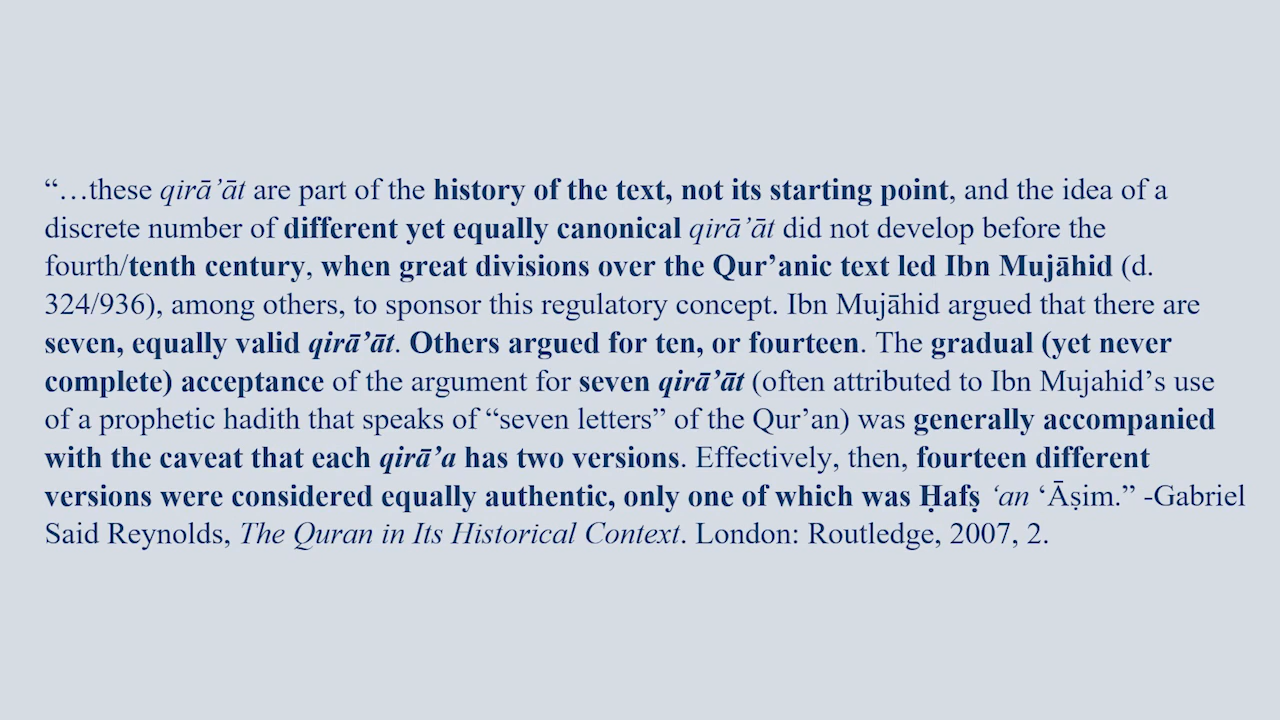 “…these qirā’āt are part of the history of the text, not its starting point, and the idea of a
discrete number of different yet equally canonical qirā’āt did not develop before the
fourth/tenth century, when great divisions over the Qur’anic text led Ibn Mujāhid (d.
324/936), among others, to sponsor this regulatory concept. Ibn Mujāhid argued that there are
seven, equally valid qirā’āt. Others argued for ten, or fourteen. The gradual (yet never
complete) acceptance of the argument for seven qirā’āt (often attributed to Ibn Mujahid’s use
of a prophetic hadith that speaks of “seven letters” of the Qur’an) was generally accompanied
with the caveat that each qirā’a has two versions. Effectively, then, fourteen different
versions were considered equally authentic, only one of which was Ḥafṣ ‘an ‘Āṣim.” -Gabriel
Said Reynolds, The Quran in Its Historical Context. London: Routledge, 2007, 2.